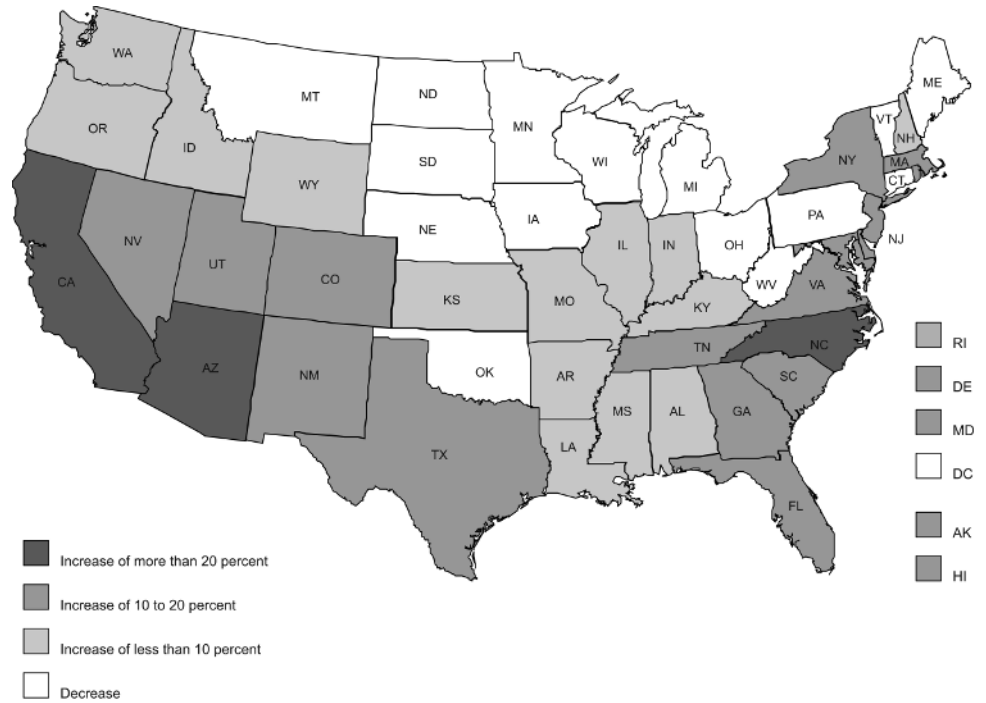 WA
MT
ND
MN
ME
VT
NH
OR
ID
SD
WI
NY
MA
WY
MI
CT
IA
PA
NE
NV
IL
IN
OH
NJ
UT
CO
WV
VA
CA
KS
MO
KY
RI
NC
TN
AZ
NM
OK
AR
SC
DE
MS
AL
GA
MD
LA
TX
DC
FL
AK
HI
Increase of more than 20 percent
Increase of 10 to 20 percent
Increase of less than 10 percent
Decrease